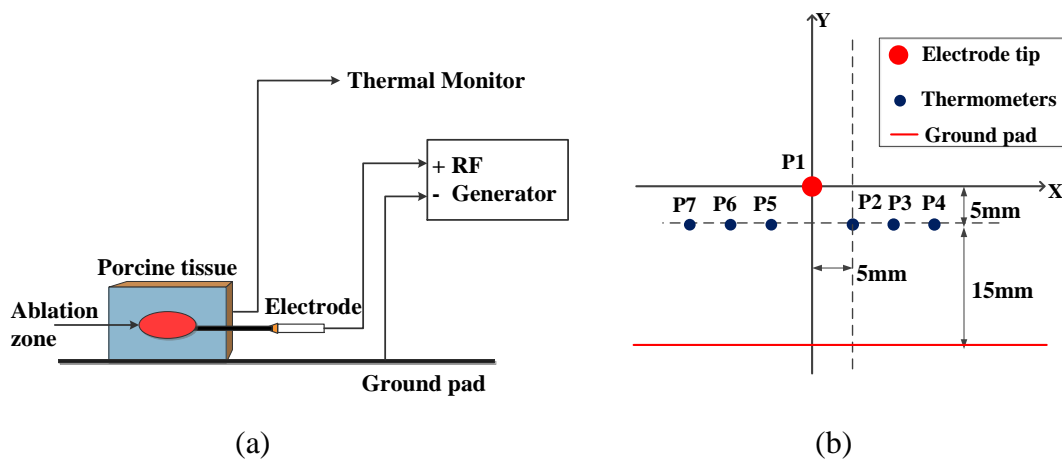 Thermal Monitor
+ RF
- Generator
Porcine tissue
Electrode
Ablation
zone
Ground pad
(a)
Y
Electrode tip
Thermometers
Ground pad
P1
X
P7 P6 P5 P2 P3 P4
5mm
5mm
15mm
(b)